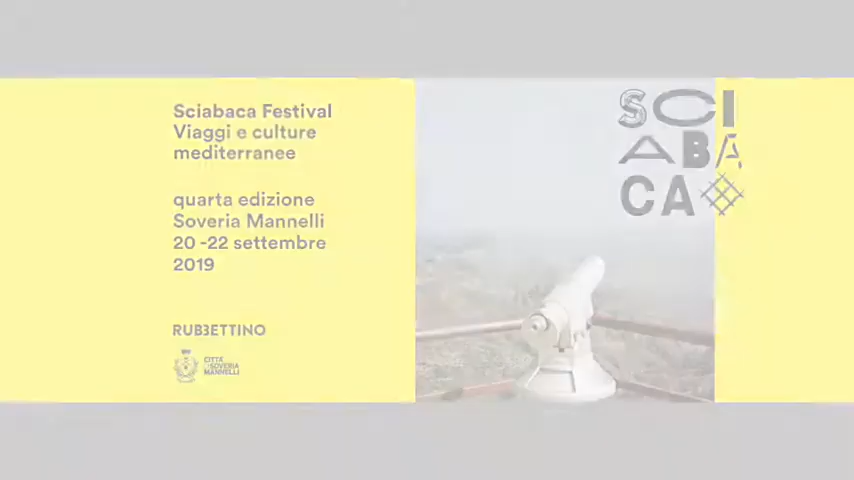 Sciabaca Festival
Viaggi e culture
mediterranee
quarta edizione
Soveria Mannelli
20 -22 settembre
2019
RUBBETTINO
CITTÀ
DI SOVERIA
MANNELLI
SCI
ABA
CA